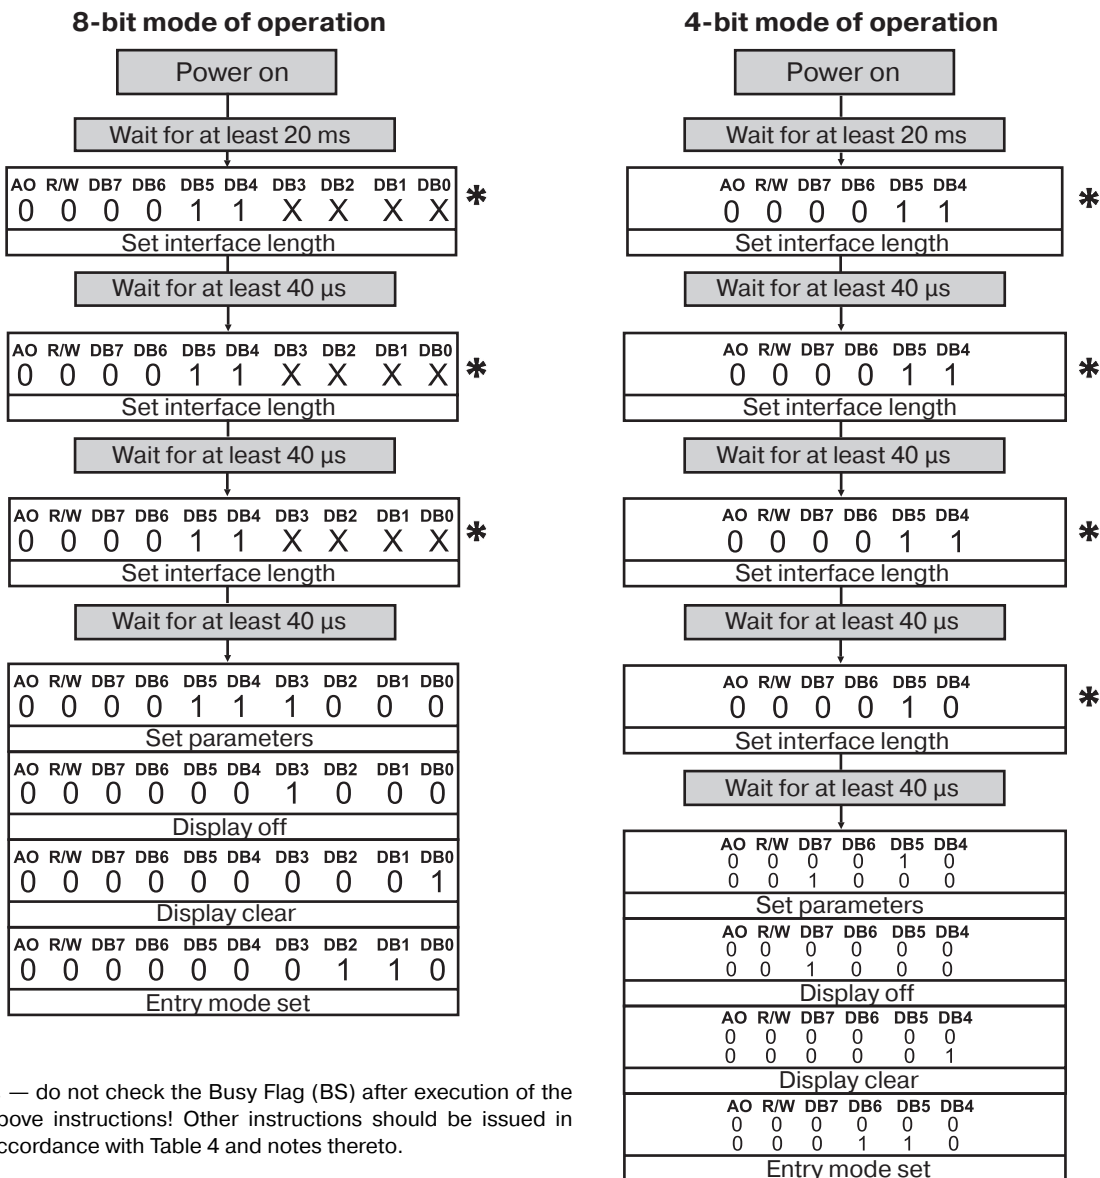 8-bit mode of operation
Power on
Wait for at least 20 ms
AO R/W DB7 DB6 DB5 DB4 DB3 DB2 DB1 DB0
0 0 0 0 1 1 X X X X
*
Set interface length
Wait for at least 40 µs
AO R/W DB7 DB6 DB5 DB4 DB3 DB2 DB1 DB0
0 0 0 0 1 1 X X X X
*
Set interface length
Wait for at least 40 µs
AO R/W DB7 DB6 DB5 DB4 DB3 DB2 DB1 DB0
0 0 0 0 1 1 X X X X
*
Set interface length
Wait for at least 40 µs
AO R/W DB7 DB6 DB5 DB4 DB3 DB2 DB1 DB0
0 0 0 0 1 1 1 0 0 0
Set parameters
AO R/W DB7 DB6 DB5 DB4 DB3 DB2 DB1 DB0
0 0 0 0 0 0 1 0 0 0
Display off
AO R/W DB7 DB6 DB5 DB4 DB3 DB2 DB1 DB0
0 0 0 0 0 0 0 0 0 1
Display clear
AO R/W DB7 DB6 DB5 DB4 DB3 DB2 DB1 DB0
0 0 0 0 0 0 0 1 1 0
Entry mode set
— do not check the Busy Flag (BS) after execution of the
instructions! Other instructions should be issued in
with Table 4 and notes thereto.
4-bit mode of operation
Power on
Wait for at least 20 ms
AO R/W DB7 DB6 DB5 DB4
0 0 0 0 1 1
*
Set interface length
Wait for at least 40 µs
AO R/W DB7 DB6 DB5 DB4
0 0 0 0 1 1
*
Set interface length
Wait for at least 40 µs
AO R/W DB7 DB6 DB5 DB4
0 0 0 0 1 1
*
Set interface length
Wait for at least 40 µs
AO R/W DB7 DB6 DB5 DB4
0 0 0 0 1 0
*
Set interface length
Wait for at least 40 µs
AO R/W DB7 DB6 DB5 DB4
0 0 0 0 1 0
0 0 1 0 0 0
Set parameters
AO R/W DB7 DB6 DB5 DB4
0 0 0 0 0 0
0 0 1 0 0 0
Display off
AO R/W DB7 DB6 DB5 DB4
0 0 0 0 0 0
0 0 0 0 0 1
Display clear
AO R/W DB7 DB6 DB5 DB4
0 0 0 0 0 0
0 0 0 1 1 0
Entry mode set